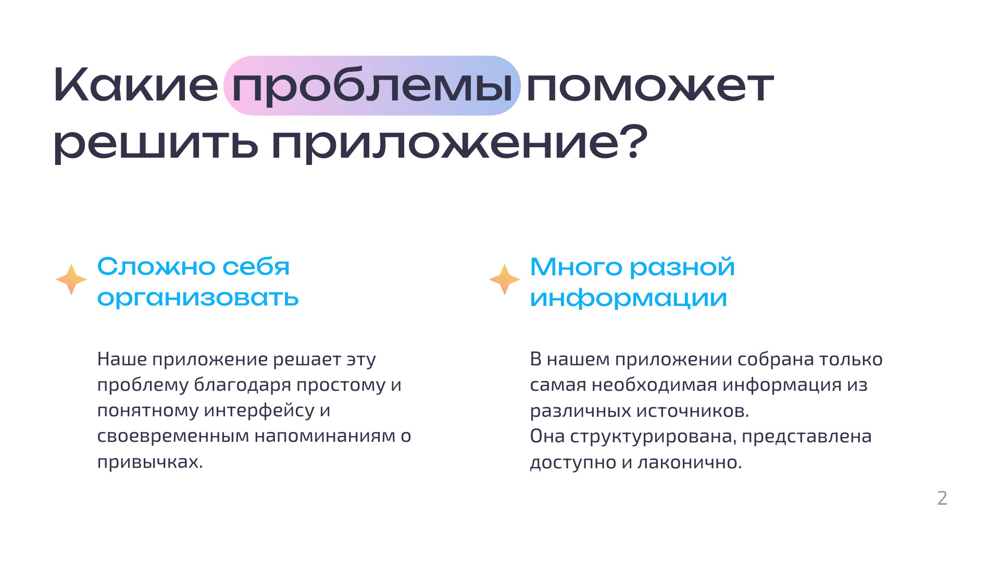 Какие проблемы поможет
решить приложение?
Сложно себя
организовать
Наше приложение решает эту
проблему благодаря простому и
понятному интерфейсу и
своевременным напоминаниям о
привычках.
Много разной
информации
В нашем приложении собрана только
самая необходимая информация из
различных источников.
Она структурирована, представлена
доступно и лаконично.
2